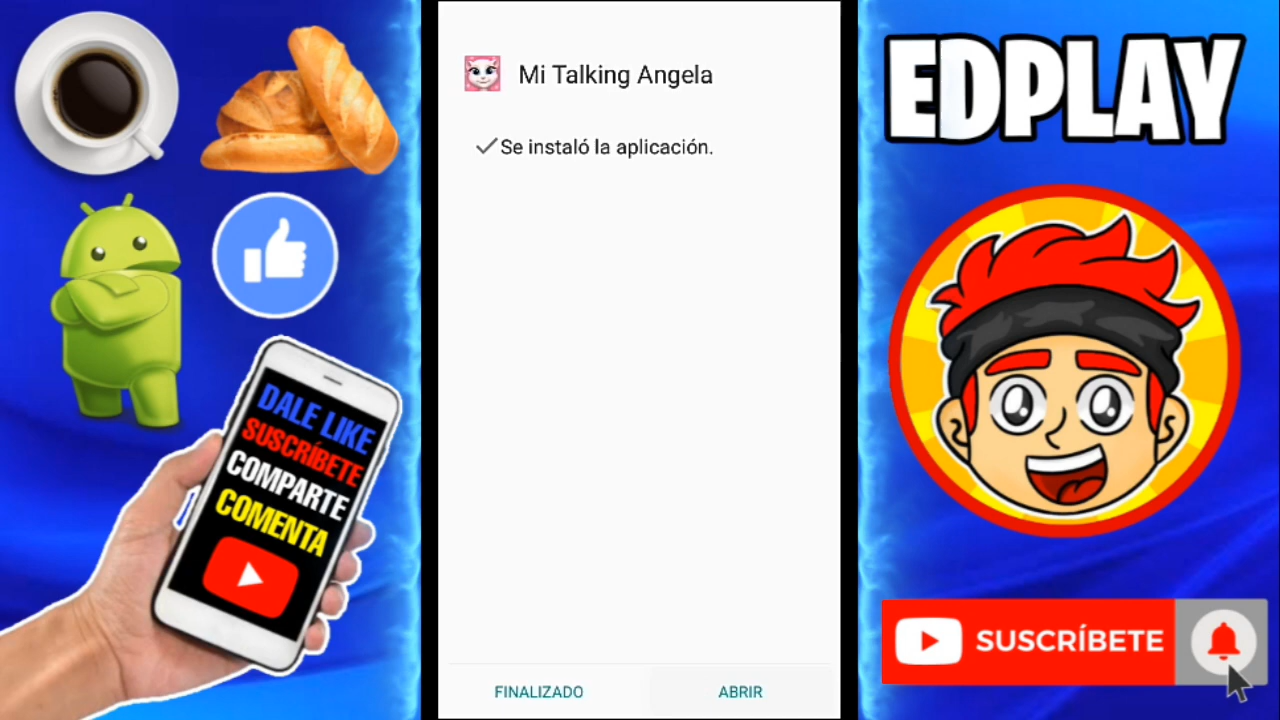 DALE LIKE
SUSCRÍBETE
COMPARTE
COMENTA
Mi Talking Angela
Se instaló la aplicación.
FINALIZADO
ABRIR
EDPLAY
SUSCRÍBETE